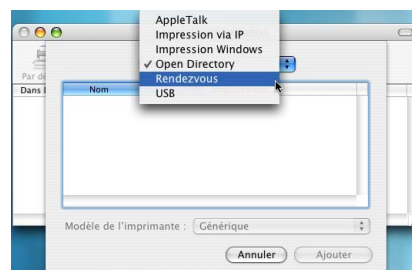 AppleTalk
Impression via IP
Impression Windows
✓ Open Directory
Rendezvous
USB
Par dé
Dans l
Nom
Modèle de l'imprimante : Générique
Annuler
Ajouter